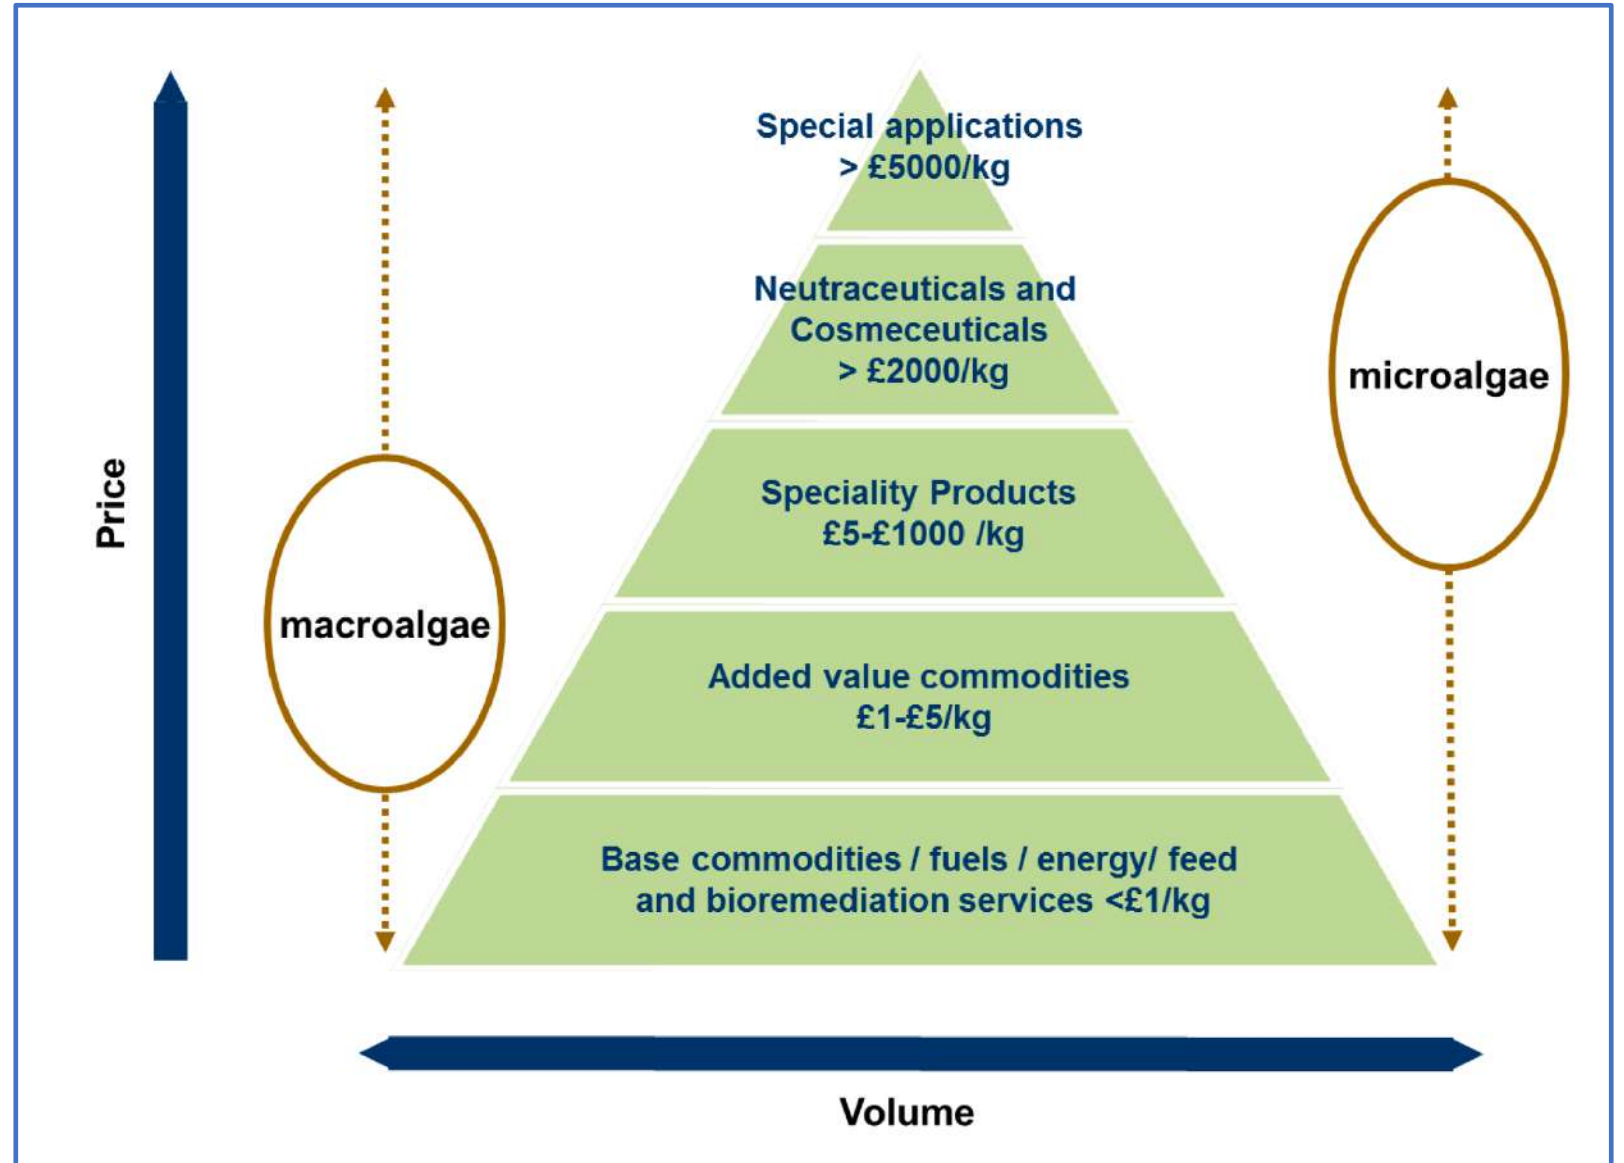 Special applications
> £5000/kg
Neutraceuticals and
Cosmeceuticals
> £2000/kg
microalgae
Price
Speciality Products
£5-£1000 /kg
macroalgae
Added value commodities
£1-£5/kg
Base commodities / fuels / energy/ feed
and bioremediation services <£1/kg
Volume